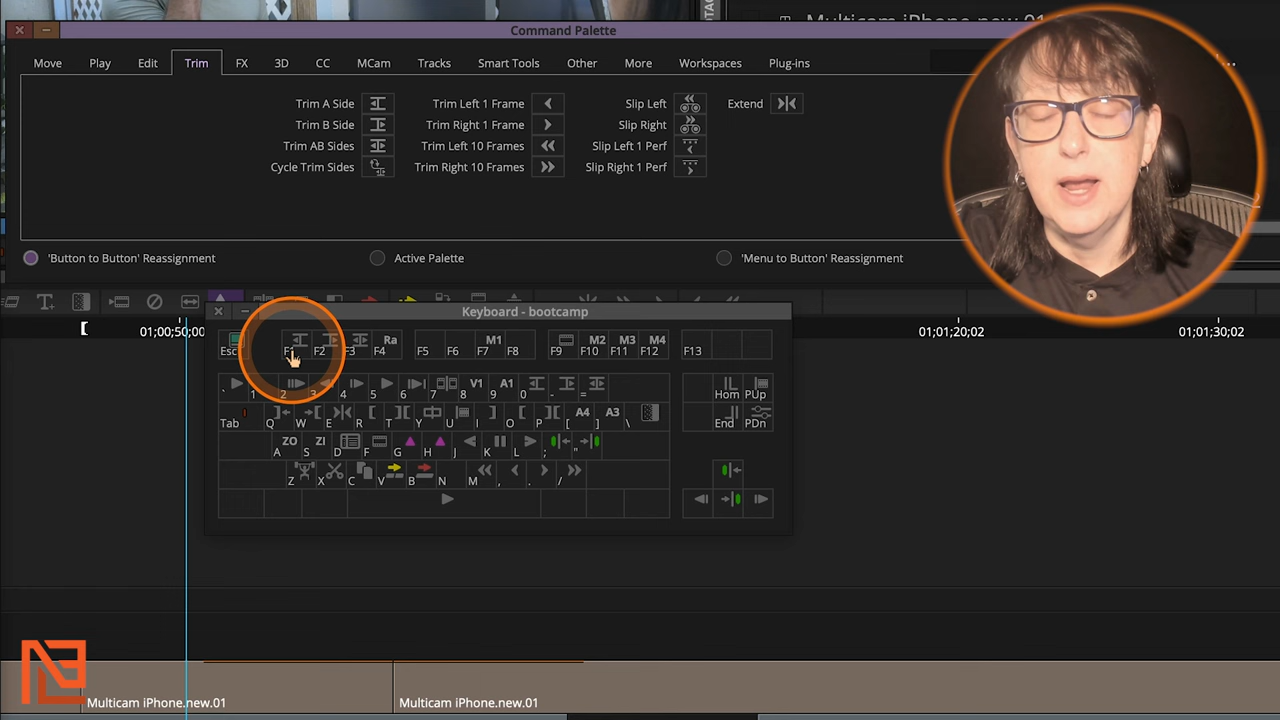 Multicam iPhone.new.01
Command Palette
Move Play Edit Trim FX 3D CC MCam Tracks Smart Tools Other More Workspaces Plug-ins
Trim A Side Trim Left 1 Frame Slip Left Extend
Trim B Side Trim Right 1 Frame Slip Right
Trim AB Sides Trim Left 10 Frames Slip Left 1 Perf
Cycle Trim Sides Trim Right 10 Frames Slip Right 1 Perf
'Button to Button' Reassignment Active Palette 'Menu to Button' Reassignment
Keyboard - bootcamp
01;00;50;00 01;01;20;02 01;01;30;02
Ra M1 M2 M3 M4
Esc F1 F2 F3 F4 F5 F6 F7 F8 F9 F10 F11 F12 F13
V1 A1
` 1 2 3 4 5 6 7 8 9 0 - = Hom PUp
A4 A3
Tab Q W E R T Y U I O P [ ] \ End PDn
ZO ZI
A S D F G H J K L ; "
Z X C V B N M , . /
Multicam iPhone.new.01 Multicam iPhone.new.01